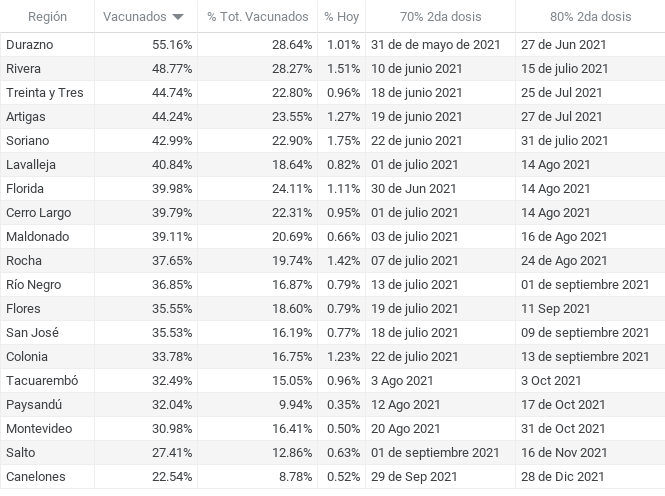 Región Vacunados % Tot. Vacunados % Hoy 70% 2da dosis 80% 2da dosis
Durazno 55.16% 28.64% 1.01% 31 de de mayo de 2021 27 de Jun 2021
Rivera 48.77% 28.27% 1.51% 10 de junio 2021 15 de julio 2021
Treinta y Tres 44.74% 22.80% 0.96% 18 de junio 2021 25 de Jul 2021
Artigas 44.24% 23.55% 1.27% 19 de junio 2021 27 de Jul 2021
Soriano 42.99% 22.90% 1.75% 22 de junio 2021 31 de julio 2021
Lavalleja 40.84% 18.64% 0.82% 01 de julio 2021 14 Ago 2021
Florida 39.98% 24.11% 1.11% 30 de Jun 2021 14 Ago 2021
Cerro Largo 39.79% 22.31% 0.95% 01 de julio 2021 14 Ago 2021
Maldonado 39.11% 20.69% 0.66% 03 de julio 2021 16 de Ago 2021
Rocha 37.65% 19.74% 1.42% 07 de julio 2021 24 de Ago 2021
Río Negro 36.85% 16.87% 0.79% 13 de julio 2021 01 de septiembre 2021
Flores 35.55% 18.60% 0.79% 19 de julio 2021 11 Sep 2021
San José 35.53% 16.19% 0.77% 18 de julio 2021 09 de septiembre 2021
Colonia 33.78% 16.75% 1.23% 22 de julio 2021 13 de septiembre 2021
Tacuarembó 32.49% 15.05% 0.96% 3 Ago 2021 3 Oct 2021
Paysandú 32.04% 9.94% 0.35% 12 Ago 2021 17 de Oct 2021
Montevideo 30.98% 16.41% 0.50% 20 Ago 2021 31 de Oct 2021
Salto 27.41% 12.86% 0.63% 01 de septiembre 2021 16 de Nov 2021
Canelones 22.54% 8.78% 0.52% 29 de Sep 2021 28 de Dic 2021